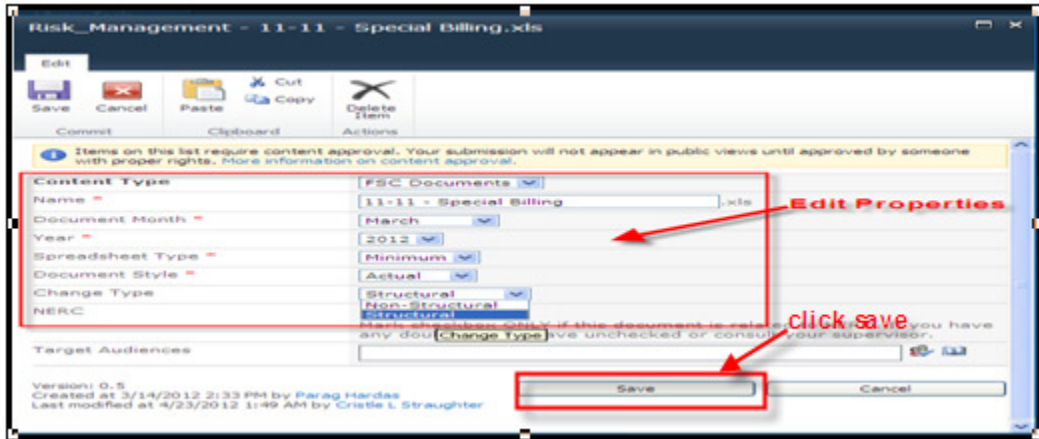 Risk_Management - 11-11 - Special Billing.xls
Edit
Save Cancel Paste Cut Copy Delete Item
Commit Clipboard Actions
Items on this list require content approval. Your submission will not appear in public views until approved by someone
with proper rights. More information on content approval.
Content Type FSC Documents
Name * 11-11 - Special Billing .xls
Edit Properties
Document Month * March
Year * 2012
Spreadsheet Type * Minimum
Document Style * Actual
Change Type Structural
Non-Structural
NERC Structural
Mark checkbox ONLY if this document is you have
any Change Type unchecked or consult your supervisor.
click save
Target Audiences
Version: 0.5
Save Cancel
Created at 3/14/2012 2:33 PM by Parag Hardas
Last modified at 4/23/2012 1:49 AM by Cristie L Straughter